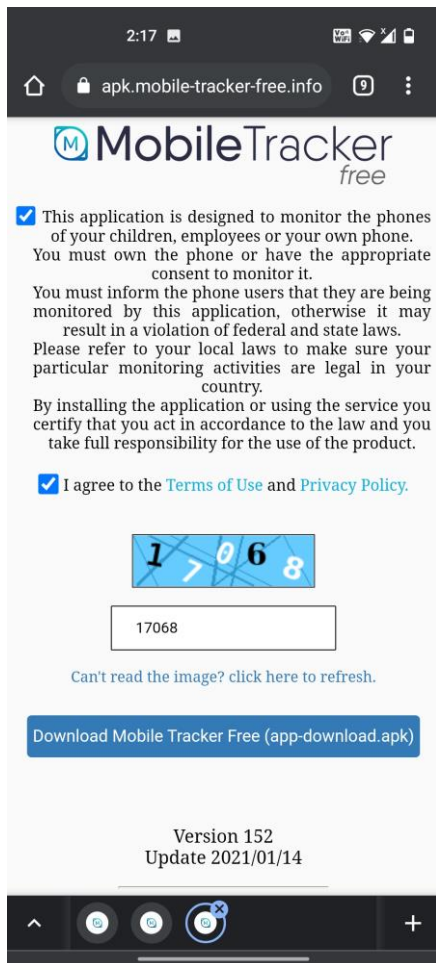 2:17
Vo)) WiFi
apk.mobile-tracker-free.info
9
MobileTracker
free
This application is designed to monitor the phones
of your children, employees or your own phone.
You must own the phone or have the appropriate
consent to monitor it.
You must inform the phone users that they are being
monitored by this application, otherwise it may
result in a violation of federal and state laws.
Please refer to your local laws to make sure your
particular monitoring activities are legal in your
country.
By installing the application or using the service you
certify that you act in accordance to the law and you
take full responsibility for the use of the product.
I agree to the Terms of Use and Privacy Policy.
17068
17068
Can't read the image? click here to refresh.
Download Mobile Tracker Free (app-download.apk)
Version 152
Update 2021/01/14